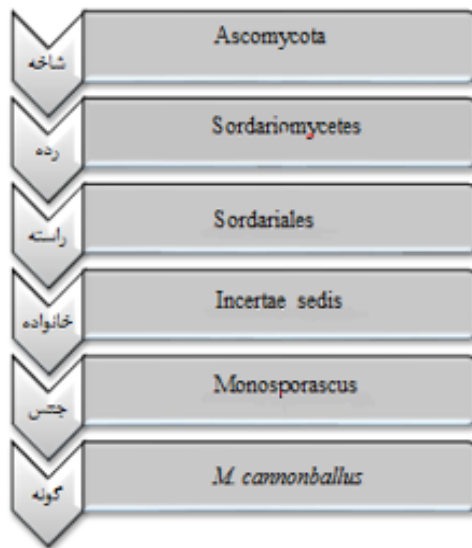 شاخه Ascomycota
رده Sordariomycetes
راسته Sordariales
خانواده Incertae sedis
جنس Monosporascus
گونه M. cannonballus